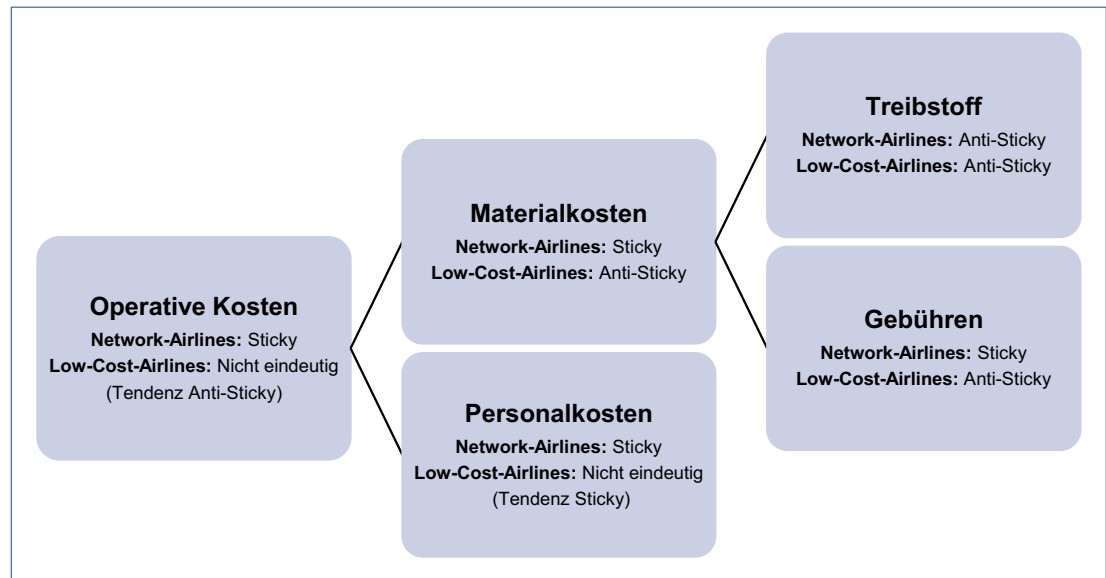 Operative Kosten
Network-Airlines: Sticky
Low-Cost-Airlines: Nicht eindeutig
(Tendenz Anti-Sticky)
Materialkosten
Network-Airlines: Sticky
Low-Cost-Airlines: Anti-Sticky
Personalkosten
Network-Airlines: Sticky
Low-Cost-Airlines: Nicht eindeutig
(Tendenz Sticky)
Treibstoff
Network-Airlines: Anti-Sticky
Low-Cost-Airlines: Anti-Sticky
Gebühren
Network-Airlines: Sticky
Low-Cost-Airlines: Anti-Sticky